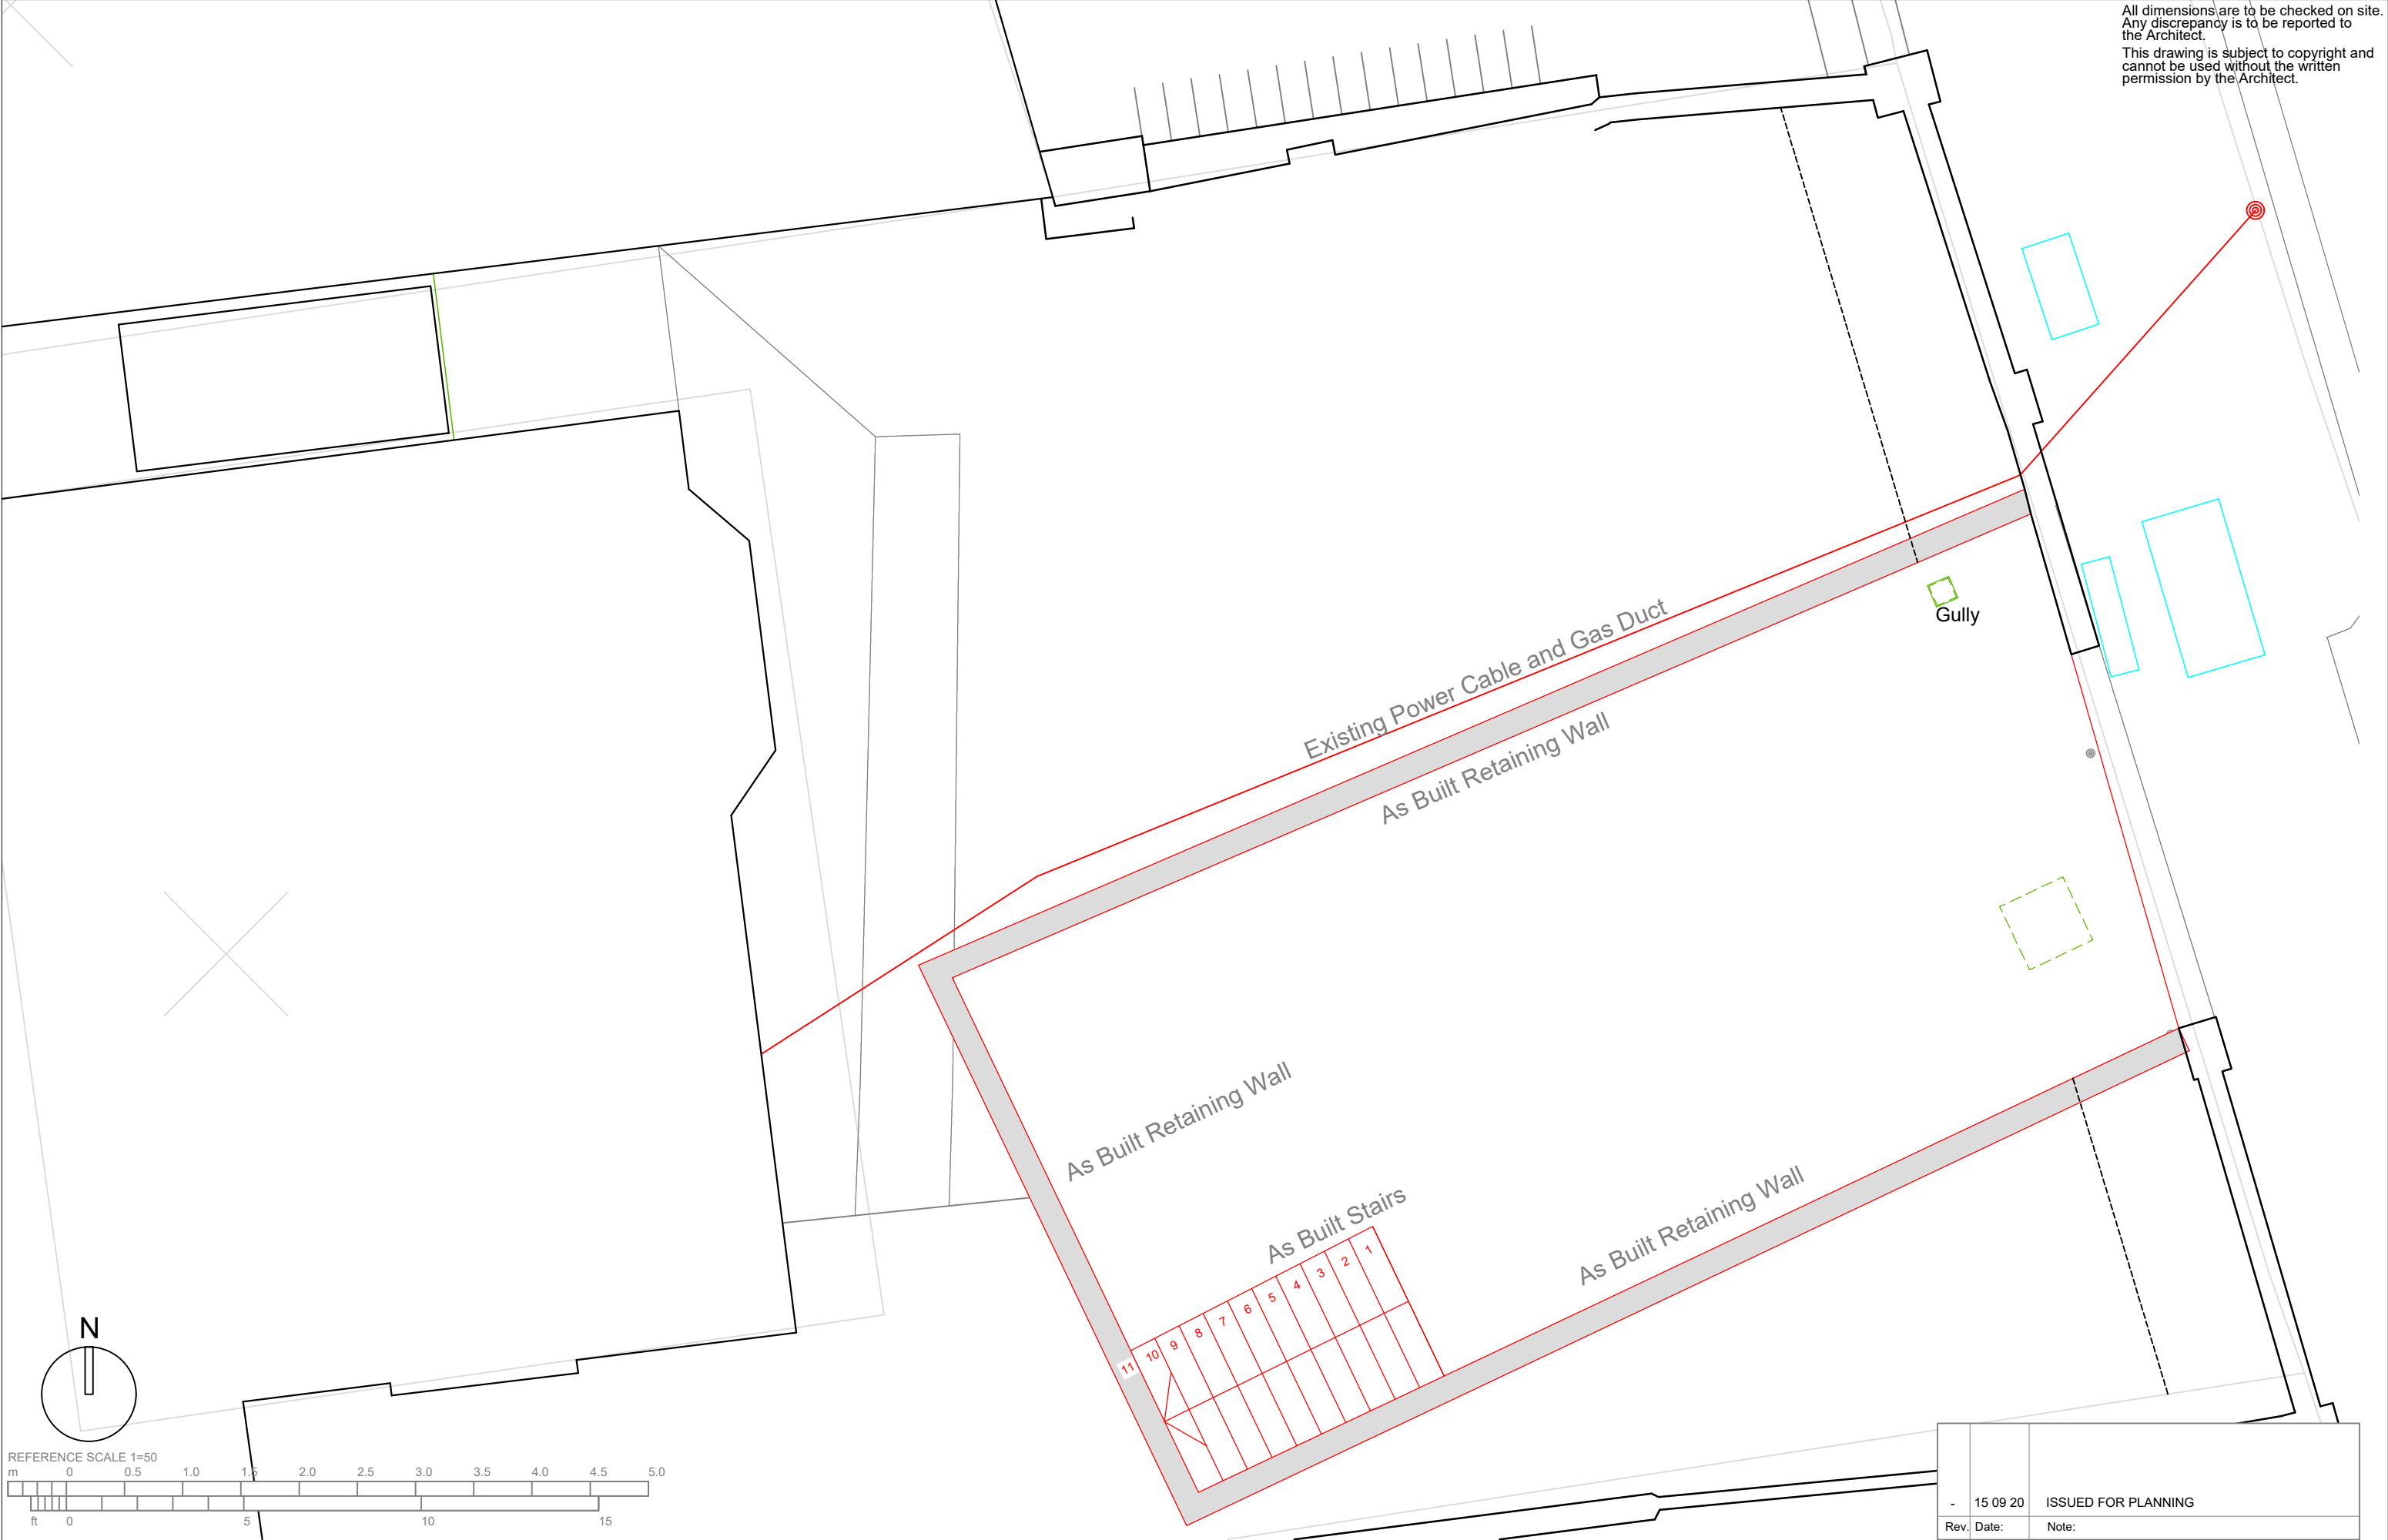 All dimensions are to be checked on site.
Any discrepancy is to be reported to
the Architect.
This drawing is subject to copyright and
cannot be used without the written
permission by the Architect.
Gully
Existing Power Cable and Gas Duct
As Built Retaining Wall
As Built Retaining Wall
As Built Stairs
As Built Retaining Wall
11 10 9 8 7 6 5 4 3 2 1
N
REFERENCE SCALE 1=50
m 0 0.5 1.0 1.5 2.0 2.5 3.0 3.5 4.0 4.5 5.0
ft 0 5 10 15
- 15 09 20 ISSUED FOR PLANNING
Rev. Date: Note: